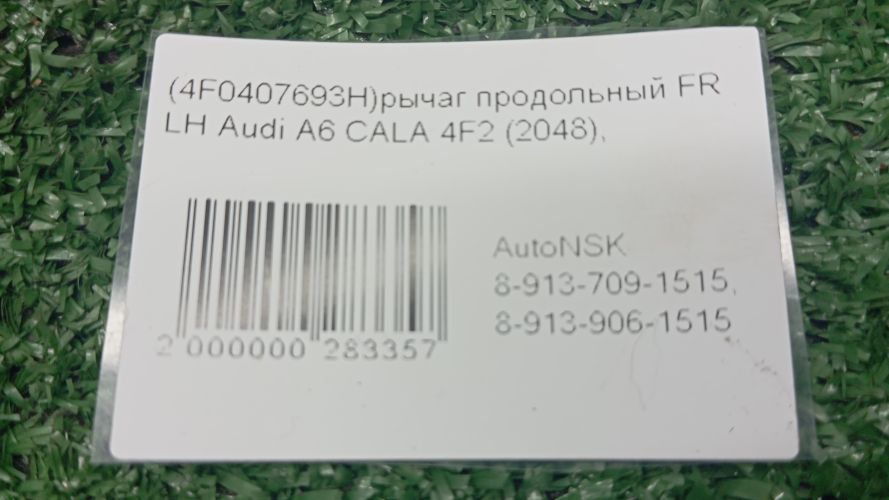 (4F0407693H)рычаг продольный FR
LH Audi A6 CALA 4F2 (2048),
AutoNSK
8-913-709-1515,
8-913-906-1515
2 000000 283357